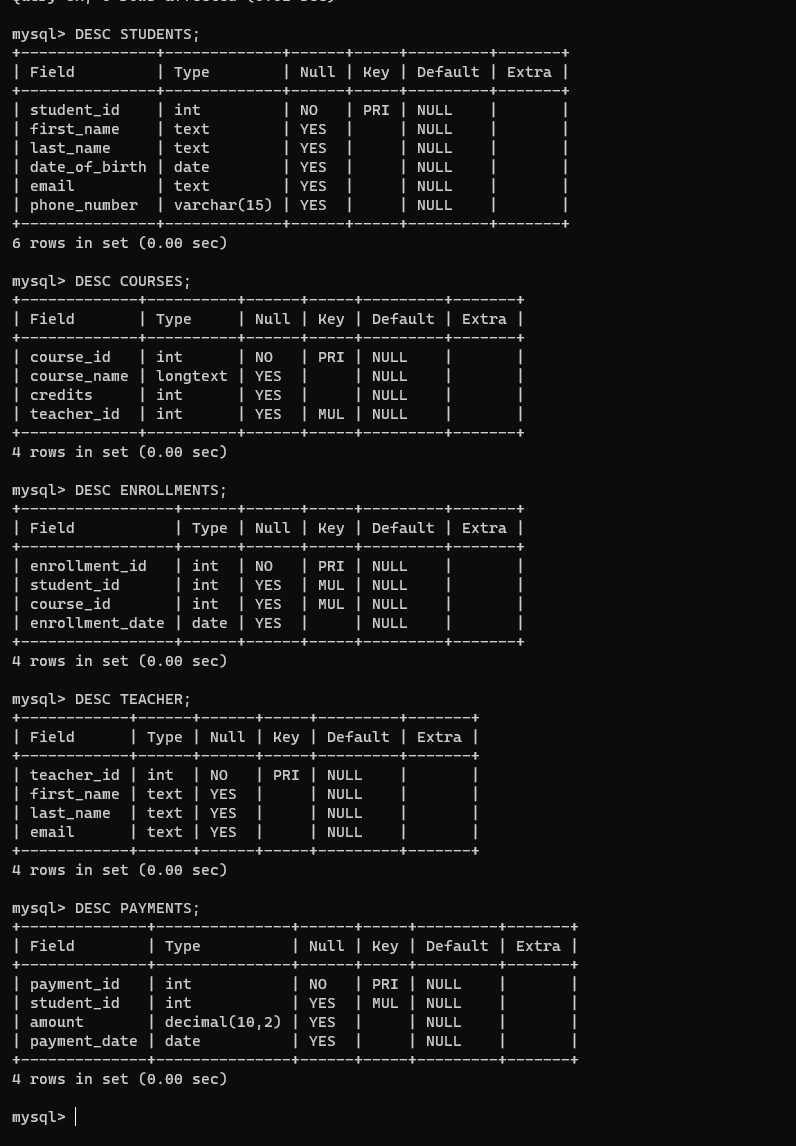 mysql> DESC STUDENTS;
+---------------+-------------+------+-----+---------+-------+
| Field         | Type        | Null | Key | Default | Extra |
+---------------+-------------+------+-----+---------+-------+
| student_id    | int         | NO   | PRI | NULL    |       |
| first_name    | text        | YES  |     | NULL    |       |
| last_name     | text        | YES  |     | NULL    |       |
| date_of_birth | date        | YES  |     | NULL    |       |
| email         | text        | YES  |     | NULL    |       |
| phone_number  | varchar(15) | YES  |     | NULL    |       |
+---------------+-------------+------+-----+---------+-------+
6 rows in set (0.00 sec)
mysql> DESC COURSES;
+-------------+----------+------+-----+---------+-------+
| Field       | Type     | Null | Key | Default | Extra |
+-------------+----------+------+-----+---------+-------+
| course_id   | int      | NO   | PRI | NULL    |       |
| course_name | longtext | YES  |     | NULL    |       |
| credits     | int      | YES  |     | NULL    |       |
| teacher_id  | int      | YES  | MUL | NULL    |       |
+-------------+----------+------+-----+---------+-------+
4 rows in set (0.00 sec)
mysql> DESC ENROLLMENTS;
+-----------------+------+------+-----+---------+-------+
| Field           | Type | Null | Key | Default | Extra |
+-----------------+------+------+-----+---------+-------+
| enrollment_id   | int  | NO   | PRI | NULL    |       |
| student_id      | int  | YES  | MUL | NULL    |       |
| course_id       | int  | YES  | MUL | NULL    |       |
| enrollment_date | date | YES  |     | NULL    |       |
+-----------------+------+------+-----+---------+-------+
4 rows in set (0.00 sec)
mysql> DESC TEACHER;
+------------+------+------+-----+---------+-------+
| Field      | Type | Null | Key | Default | Extra |
+------------+------+------+-----+---------+-------+
| teacher_id | int  | NO   | PRI | NULL    |       |
| first_name | text | YES  |     | NULL    |       |
| last_name  | text | YES  |     | NULL    |       |
| email      | text | YES  |     | NULL    |       |
+------------+------+------+-----+---------+-------+
4 rows in set (0.00 sec)
mysql> DESC PAYMENTS;
+--------------+---------------+------+-----+---------+-------+
| Field        | Type          | Null | Key | Default | Extra |
+--------------+---------------+------+-----+---------+-------+
| payment_id   | int           | NO   | PRI | NULL    |       |
| student_id   | int           | YES  | MUL | NULL    |       |
| amount       | decimal(10,2) | YES  |     | NULL    |       |
| payment_date | date          | YES  |     | NULL    |       |
+--------------+---------------+------+-----+---------+-------+
4 rows in set (0.00 sec)
mysql>